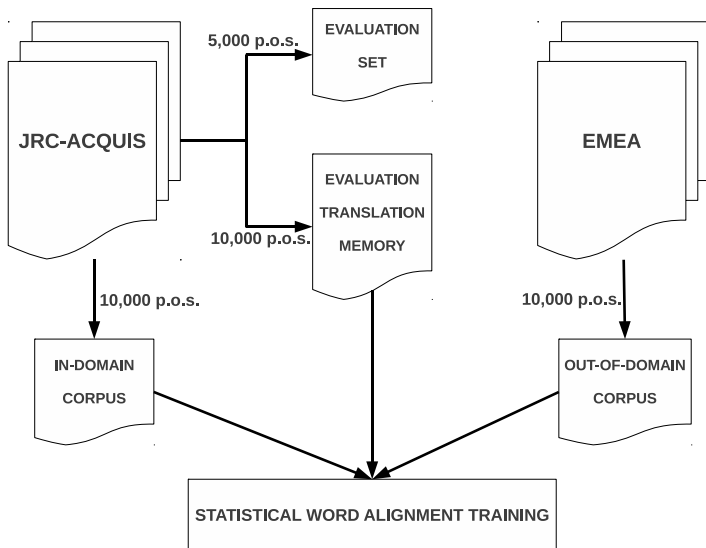 5,000 p.o.s.
EVALUATION
SET
JRC-ACQUIS
EMEA
EVALUATION
TRANSLATION
MEMORY
10,000 p.o.s.
10,000 p.o.s.
10,000 p.o.s.
IN-DOMAIN
CORPUS
OUT-OF-DOMAIN
CORPUS
STATISTICAL WORD ALIGNMENT TRAINING